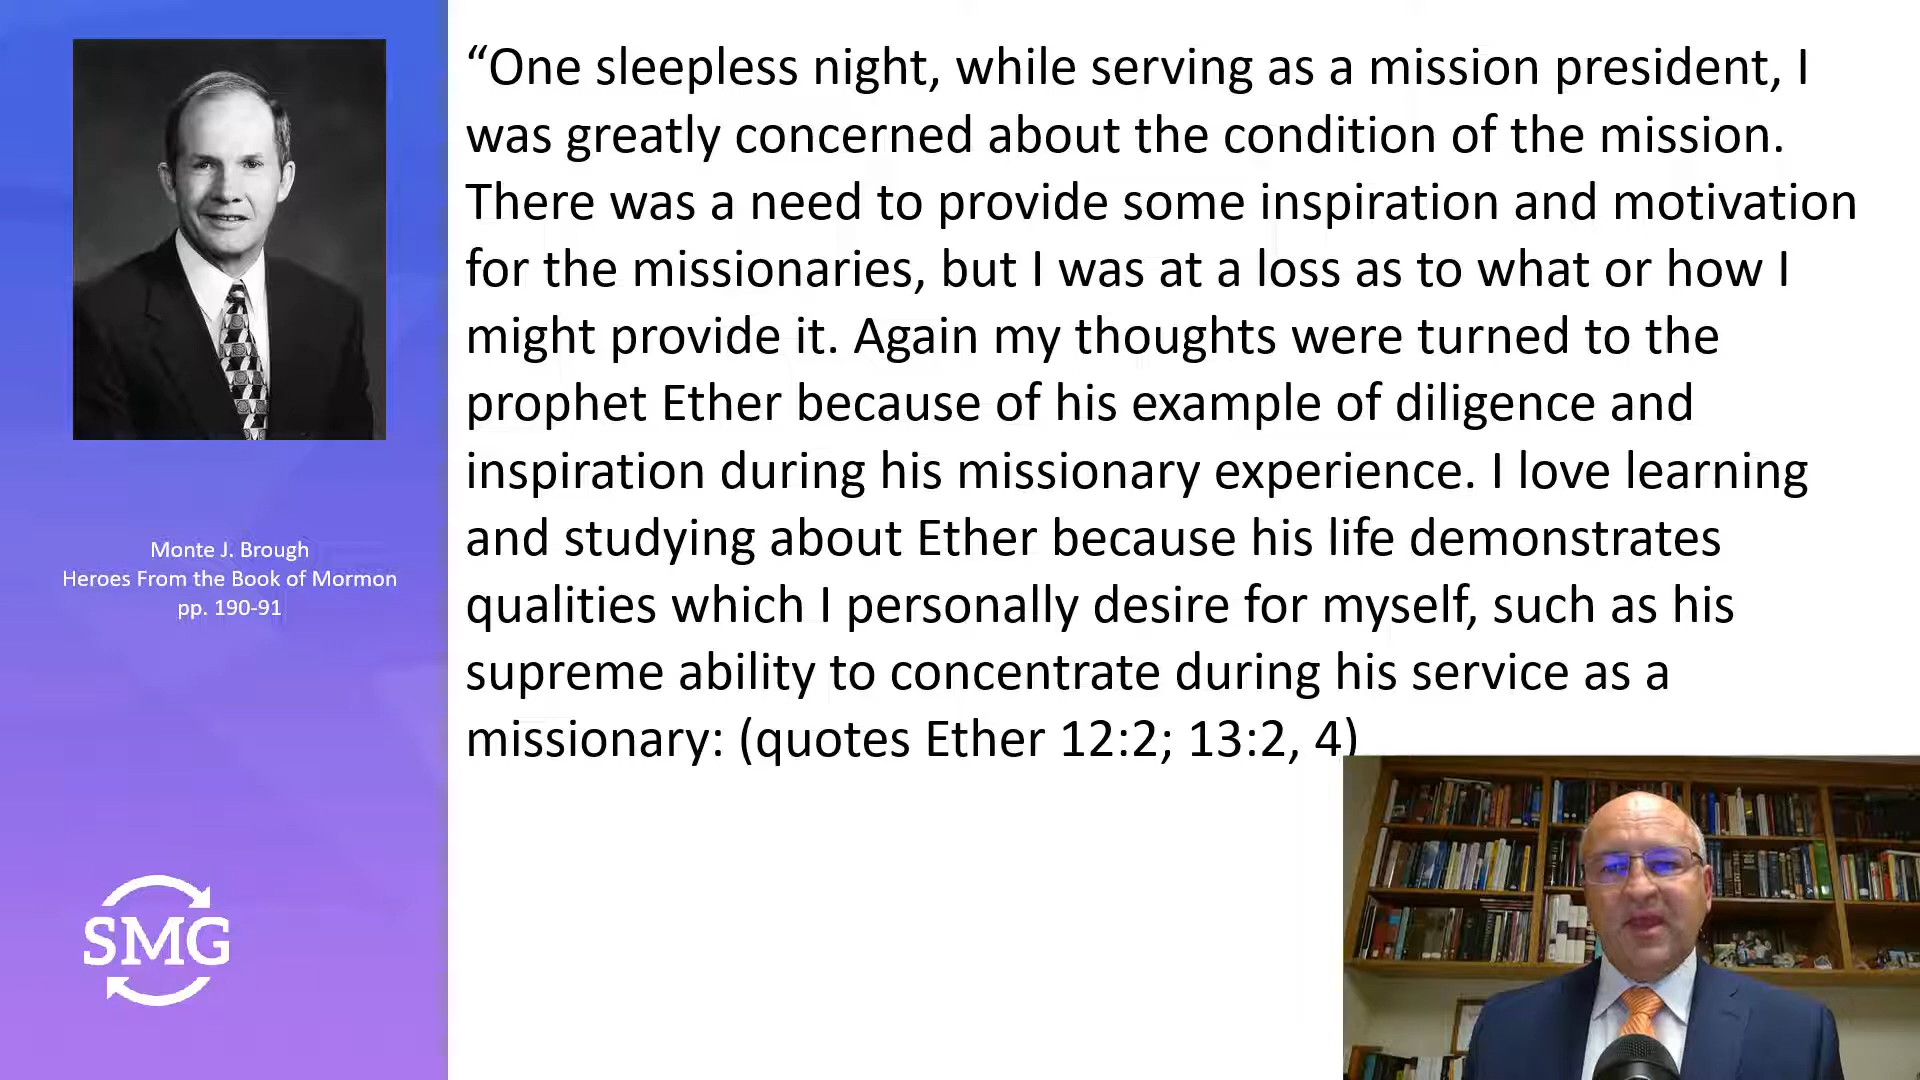 “One sleepless night, while serving as a mission president, I
was greatly concerned about the condition of the mission.
There was a need to provide some inspiration and motivation
for the missionaries, but I was at a loss as to what or how I
might provide it. Again my thoughts were turned to the
prophet Ether because of his example of diligence and
inspiration during his missionary experience. I love learning
and studying about Ether because his life demonstrates
qualities which I personally desire for myself, such as his
supreme ability to concentrate during his service as a
missionary: (quotes Ether 12:2; 13:2, 4)
Monte J. Brough
Heroes From the Book of Mormon
pp. 190-91
SMG